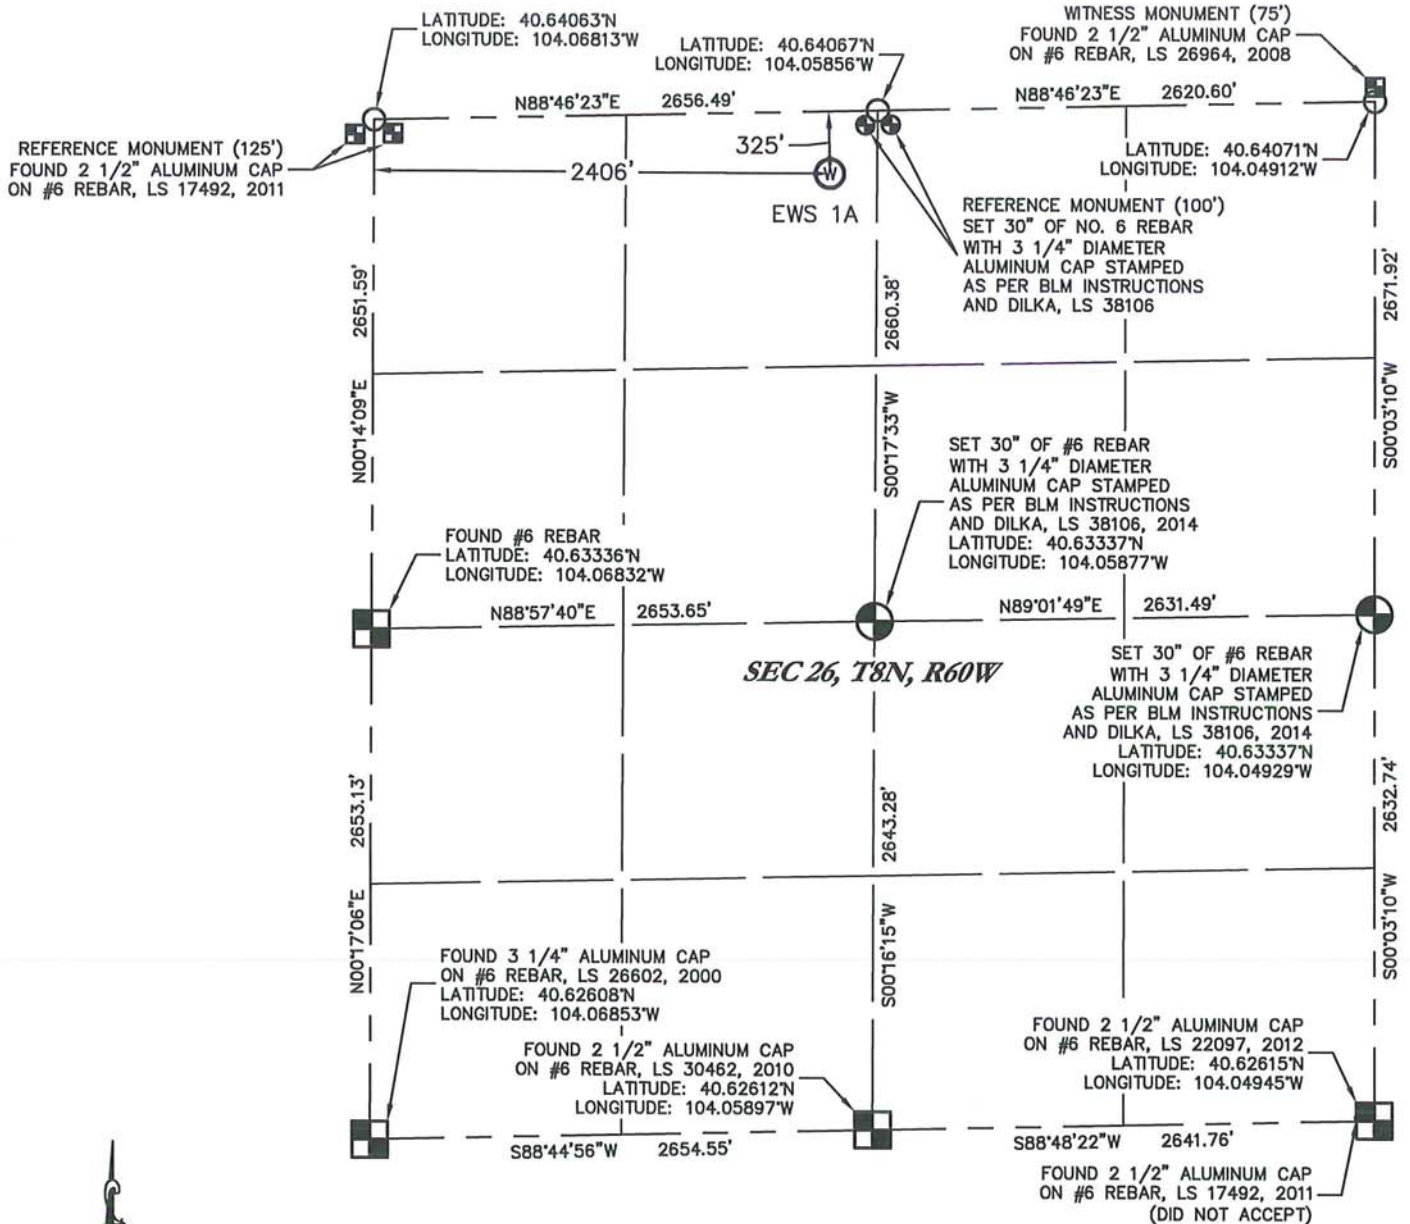 LATITUDE: 40.64063°N
LONGITUDE: 104.06813°W
LATITUDE: 40.64067°N
LONGITUDE: 104.05856°W
WITNESS MONUMENT (75')
FOUND 2 1/2" ALUMINUM CAP
ON #6 REBAR, LS 26964, 2008
N88°46'23"E 2656.49'
N88°46'23"E 2620.60'
REFERENCE MONUMENT (125')
FOUND 2 1/2" ALUMINUM CAP
ON #6 REBAR, LS 17492, 2011
325'
2406'
W
EWS 1A
LATITUDE: 40.64071°N
LONGITUDE: 104.04912°W
REFERENCE MONUMENT (100')
SET 30" OF NO. 6 REBAR
WITH 3 1/4" DIAMETER
ALUMINUM CAP STAMPED
AS PER BLM INSTRUCTIONS
AND DILKA, LS 38106
N00°14'09"E 2651.59'
S00°17'33"W 2660.38'
S00°03'10"W 2671.92'
SET 30" OF #6 REBAR
WITH 3 1/4" DIAMETER
ALUMINUM CAP STAMPED
AS PER BLM INSTRUCTIONS
AND DILKA, LS 38106, 2014
LATITUDE: 40.63337°N
LONGITUDE: 104.05877°W
FOUND #6 REBAR
LATITUDE: 40.63336°N
LONGITUDE: 104.06832°W
N88°57'40"E 2653.65'
N89°01'49"E 2631.49'
SEC 26, T8N, R60W
SET 30" OF #6 REBAR
WITH 3 1/4" DIAMETER
ALUMINUM CAP STAMPED
AS PER BLM INSTRUCTIONS
AND DILKA, LS 38106, 2014
LATITUDE: 40.63337°N
LONGITUDE: 104.04929°W
N00°17'06"E 2653.13'
S00°16'15"W 2643.28'
S00°03'10"W 2632.74'
FOUND 3 1/4" ALUMINUM CAP
ON #6 REBAR, LS 26602, 2000
LATITUDE: 40.62608°N
LONGITUDE: 104.06853°W
FOUND 2 1/2" ALUMINUM CAP
ON #6 REBAR, LS 30462, 2010
LATITUDE: 40.62612°N
LONGITUDE: 104.05897°W
FOUND 2 1/2" ALUMINUM CAP
ON #6 REBAR, LS 22097, 2012
LATITUDE: 40.62615°N
LONGITUDE: 104.04945°W
S88°44'56"W 2654.55'
S88°48'22"W 2641.76'
FOUND 2 1/2" ALUMINUM CAP
ON #6 REBAR, LS 17492, 2011
(DID NOT ACCEPT)